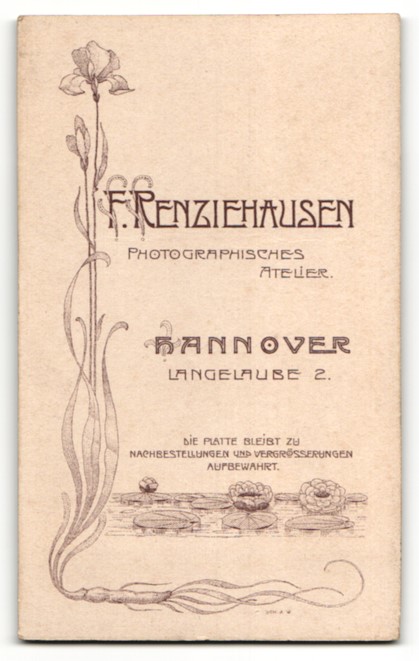 F. RENZIEHAUSEN
PHOTOGRAPHISCHES
ATELIER.
HANNOVER
LANGELAUBE 2.
DIE PLATTE BLEIBT ZU
NACHBESTELLUNGEN UND VERGRÖSSERUNGEN
AUFBEWAHRT.